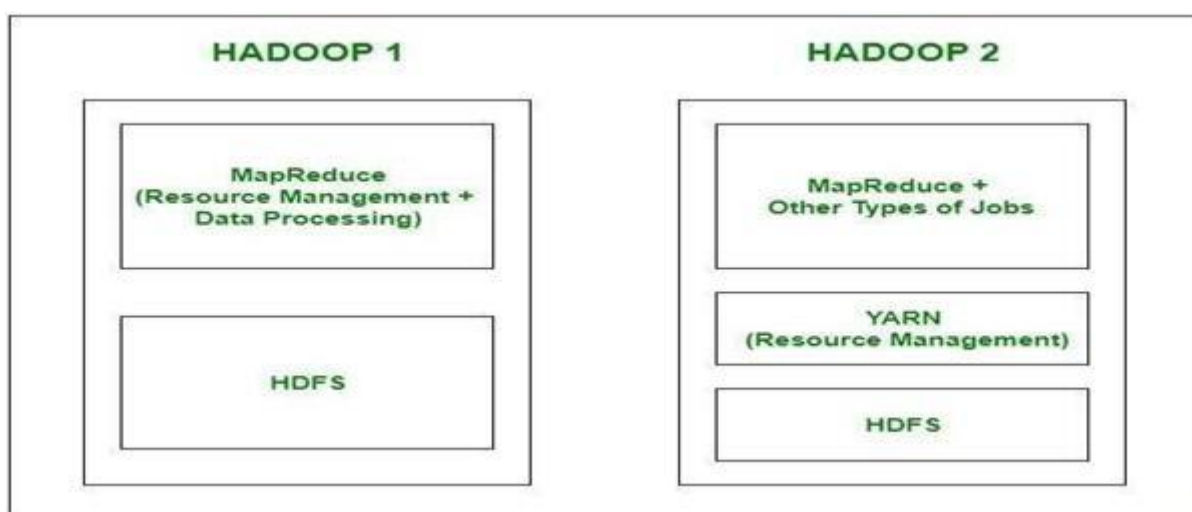 HADOOP 1
MapReduce
(Resource Management +
Data Processing)
HDFS
HADOOP 2
MapReduce +
Other Types of Jobs
YARN
(Resource Management)
HDFS